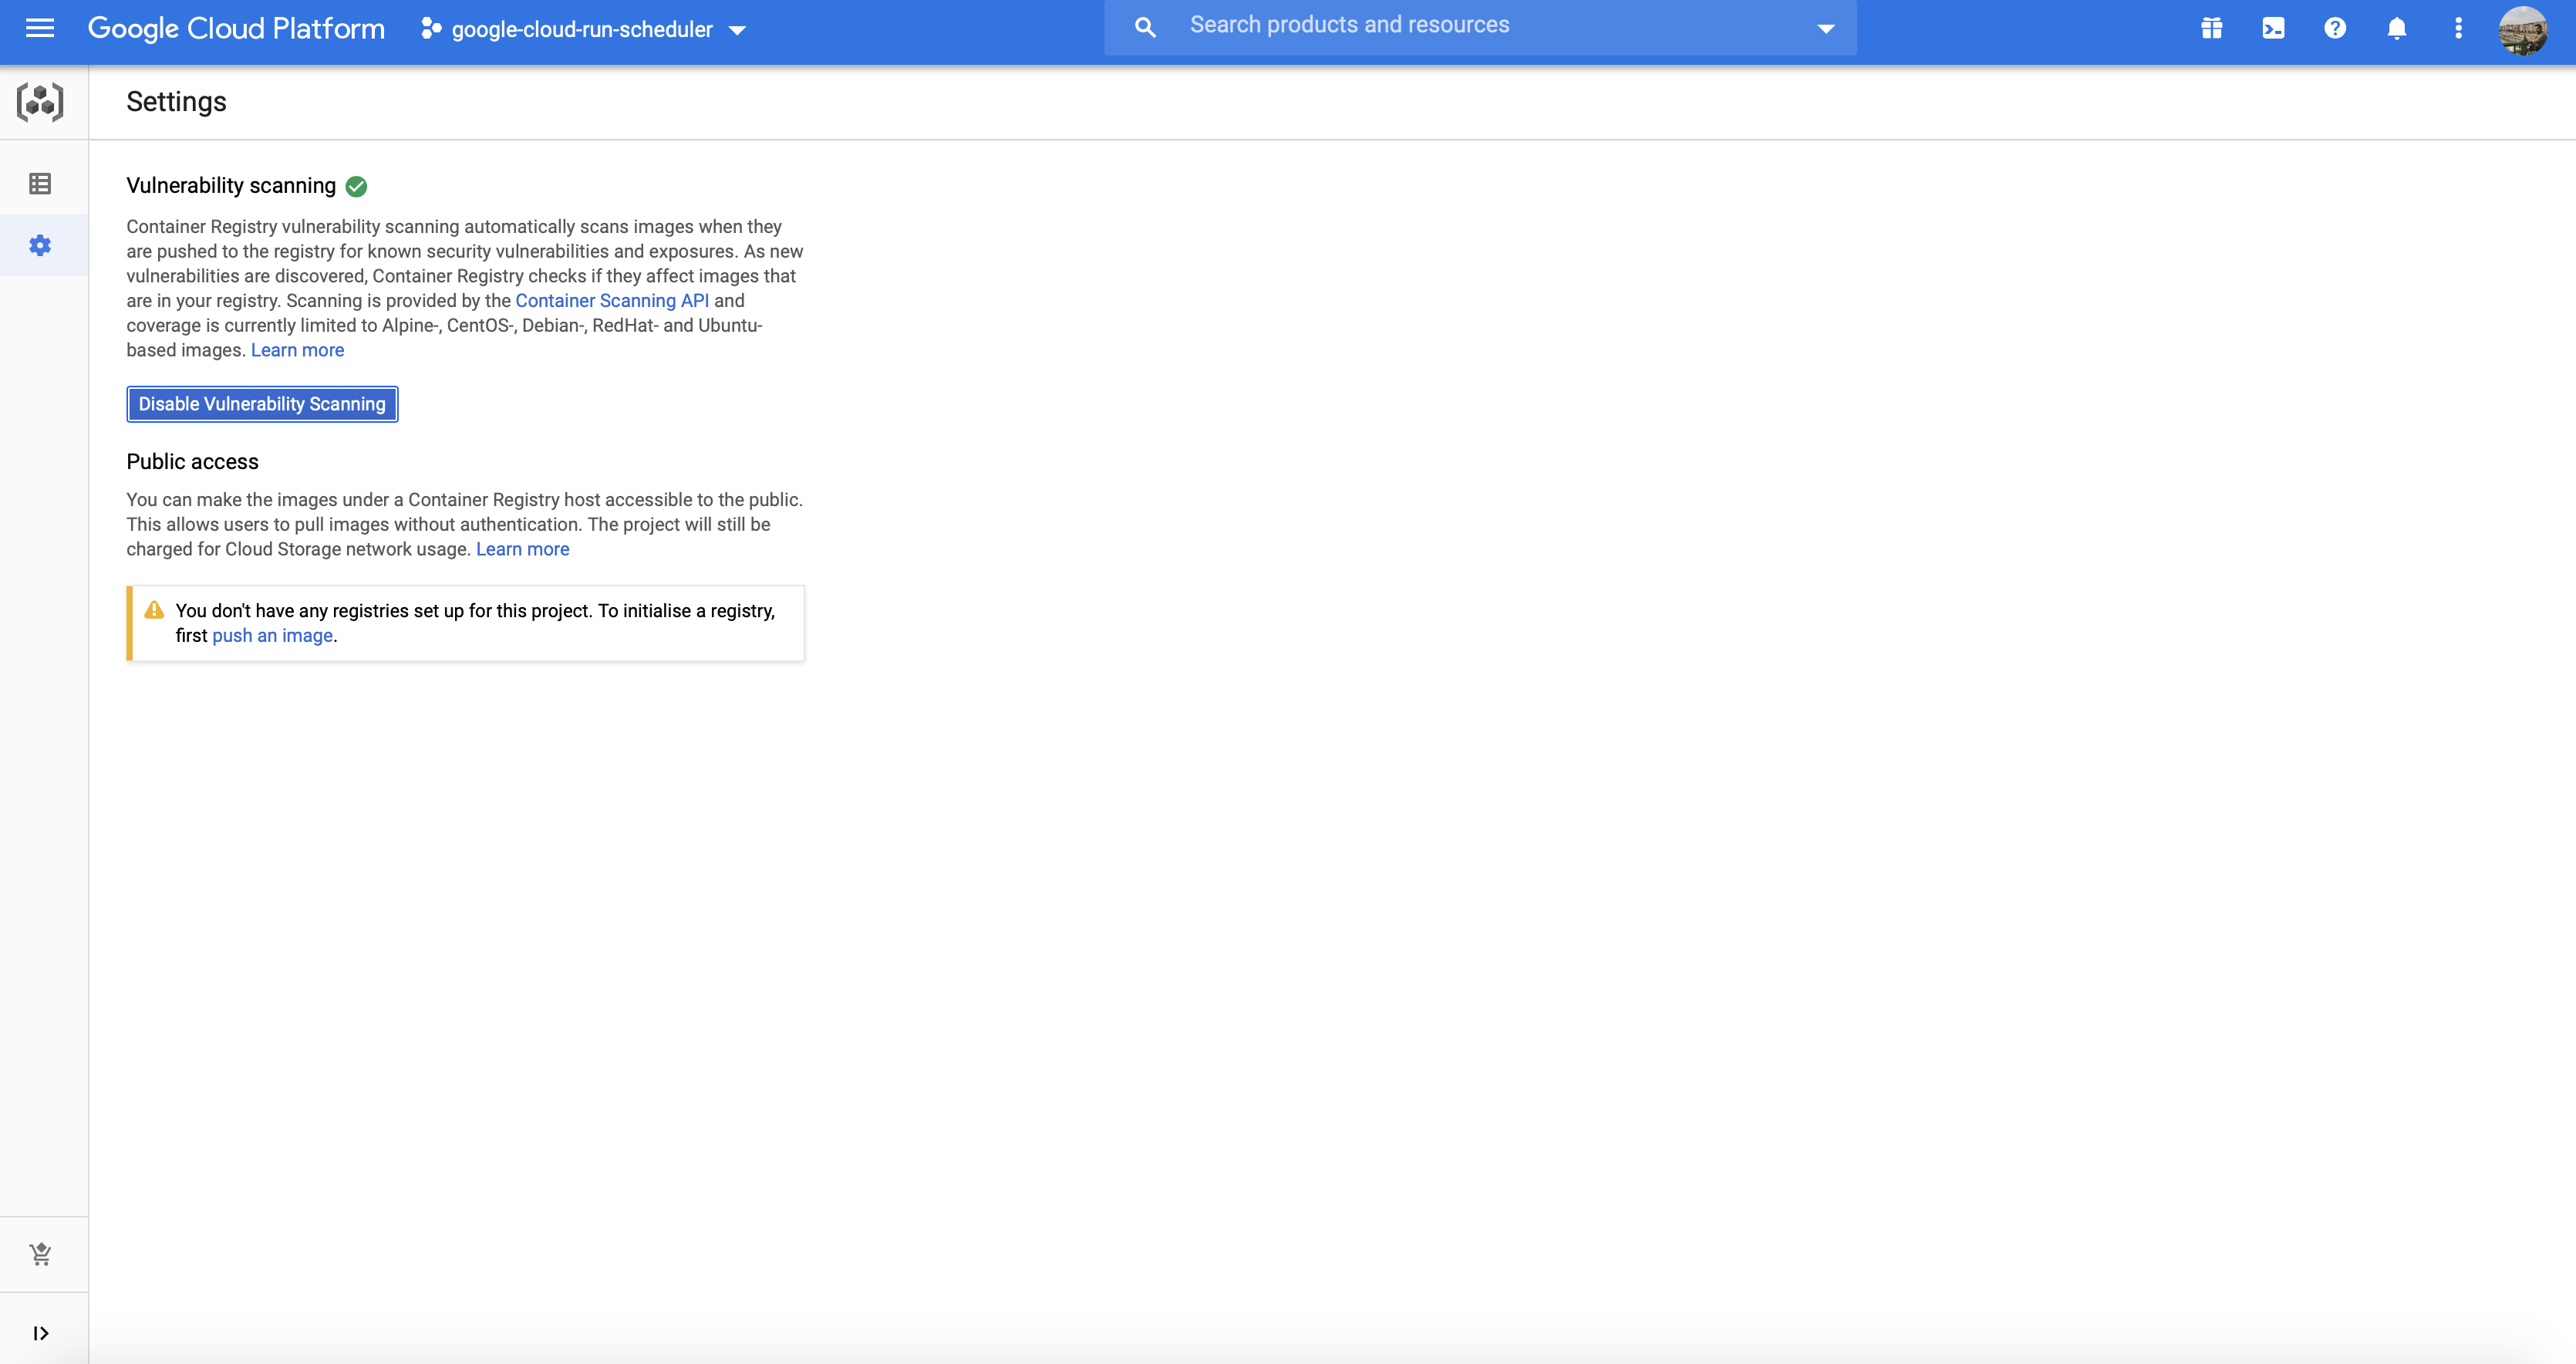 Google Cloud Platform
google-cloud-run-scheduler
Search products and resources
Settings
Vulnerability scanning
Container Registry vulnerability scanning automatically scans images when they
are pushed to the registry for known security vulnerabilities and exposures. As new
vulnerabilities are discovered, Container Registry checks if they affect images that
are in your registry. Scanning is provided by the Container Scanning API and
coverage is currently limited to Alpine-, CentOS-, Debian-, RedHat- and Ubuntu-
based images. Learn more
Disable Vulnerability Scanning
Public access
You can make the images under a Container Registry host accessible to the public.
This allows users to pull images without authentication. The project will still be
charged for Cloud Storage network usage. Learn more
You don't have any registries set up for this project. To initialise a registry,
first push an image.